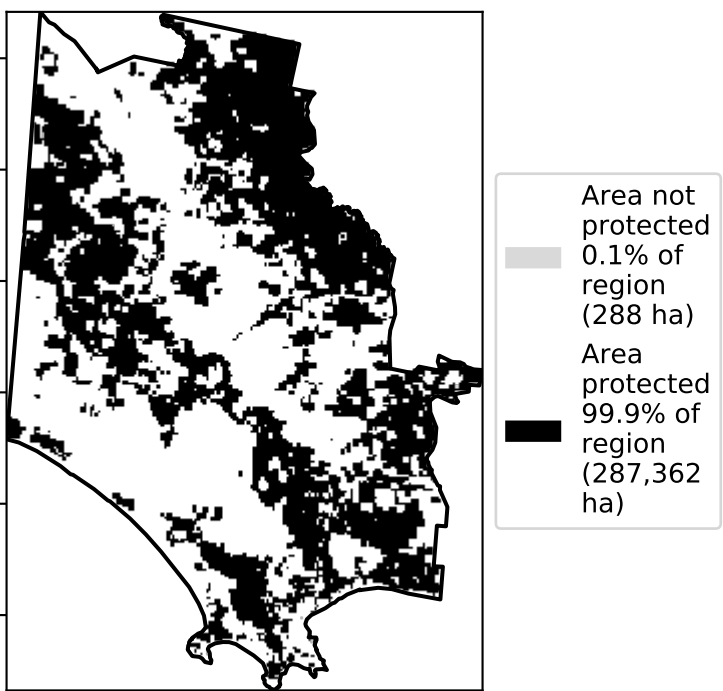 Area not
protected
0.1% of
region
(288 ha)
Area
protected
99.9% of
region
(287,362
ha)